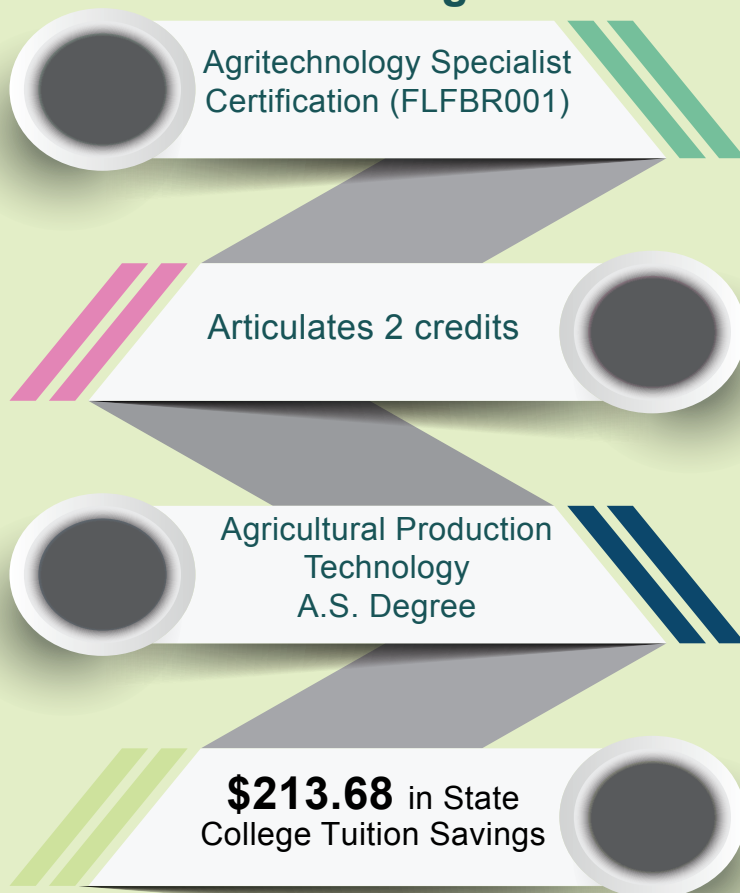 Agritechnology Specialist
Certification (FLFBR001)
Articulates 2 credits
Agricultural Production
Technology
A.S. Degree
$213.68 in State
College Tuition Savings